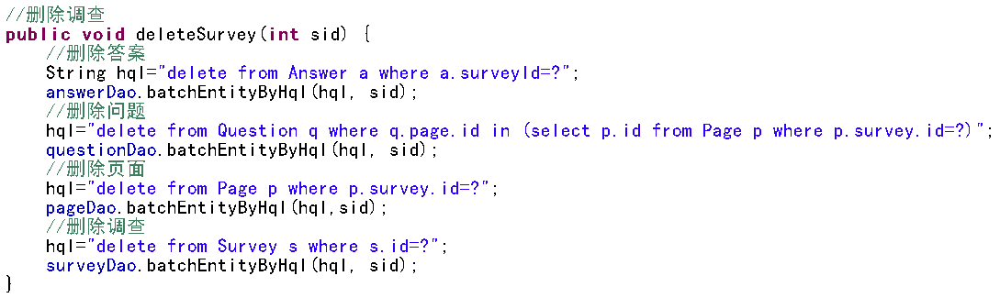 //删除调查
public void deleteSurvey(int sid) {
    //删除答案
    String hql="delete from Answer a where a.surveyId=?";
    answerDao.batchEntityByHql(hql, sid);
    //删除问题
    hql="delete from Question q where q.page.id in (select p.id from Page p where p.survey.id=?)";
    questionDao.batchEntityByHql(hql, sid);
    //删除页面
    hql="delete from Page p where p.survey.id=?";
    pageDao.batchEntityByHql(hql,sid);
    //删除调查
    hql="delete from Survey s where s.id=?";
    surveyDao.batchEntityByHql(hql, sid);
}